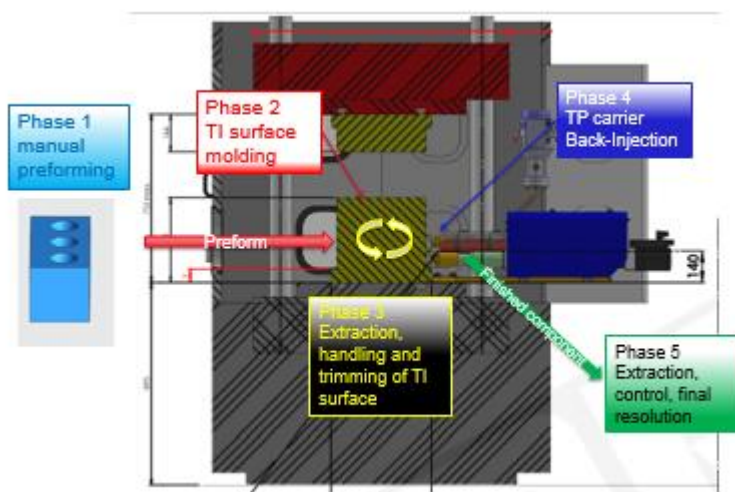 Phase 1
manual
preforming
Phase 2
TI surface
molding
Phase 4
TP carrier
Back-Injection
Preform
Phase 3
Extraction,
handling and
trimming of TI
surface
Finished component
140
Phase 5
Extraction,
control, final
resolution